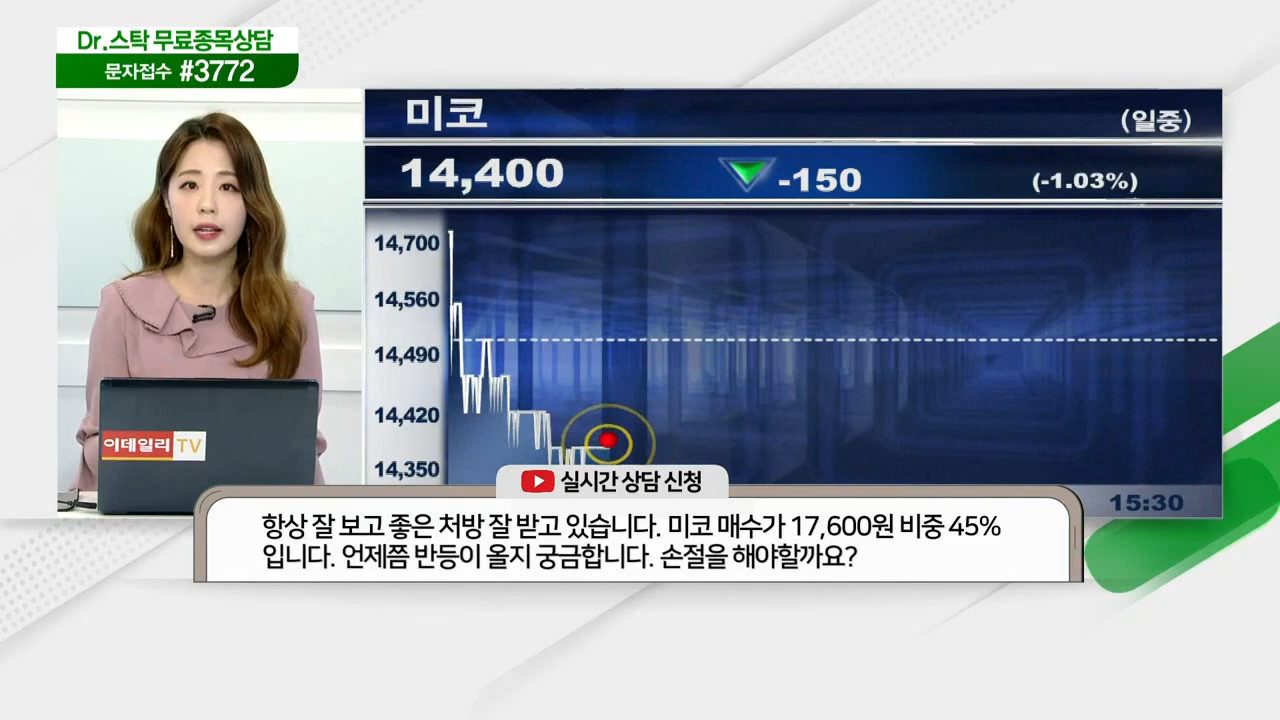 Dr.스탁 무료종목상담
문자접수 #3772
미코
(일중)
14,400
-150
(-1.03%)
14,700
14,560
14,490
14,420
14,350
15:30
이데일리 TV
실시간 상담 신청
항상 잘 보고 좋은 처방 잘 받고 있습니다. 미코 매수가 17,600원 비중 45%
입니다. 언제쯤 반등이 올지 궁금합니다. 손절을 해야할까요?